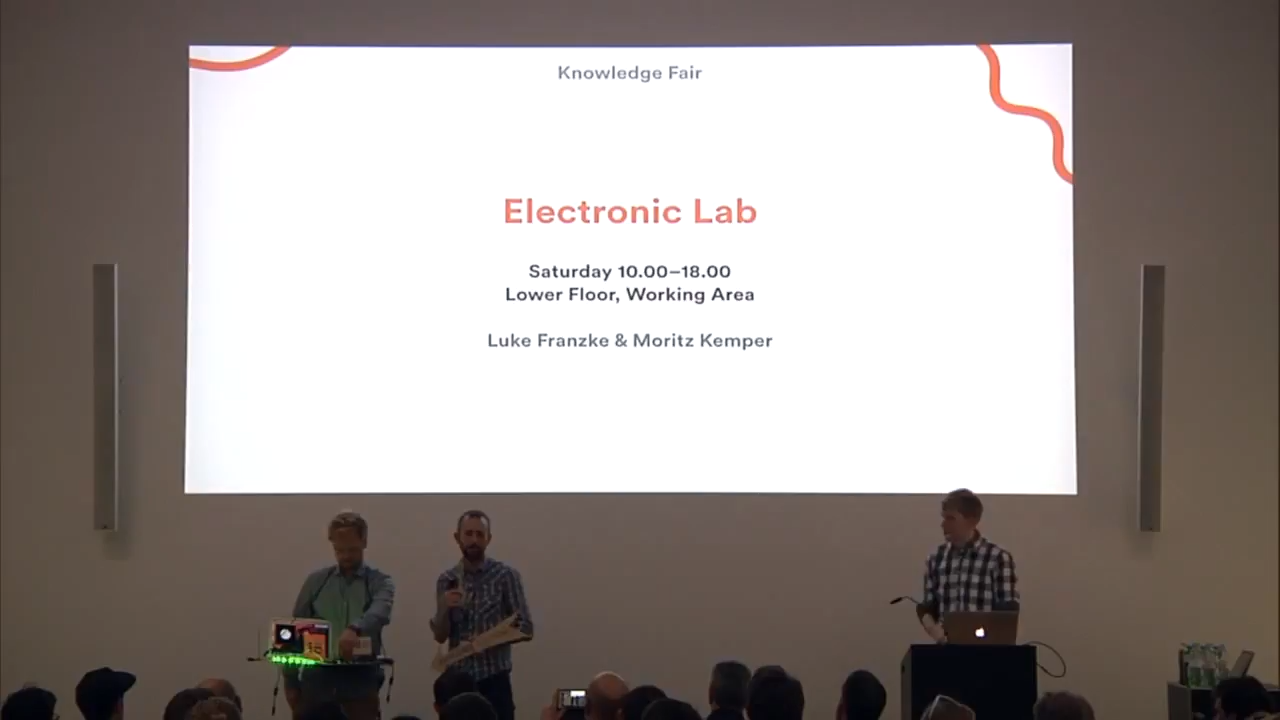 Knowledge Fair
Electronic Lab
Saturday 10.00–18.00
Lower Floor, Working Area
Luke Franzke & Moritz Kemper